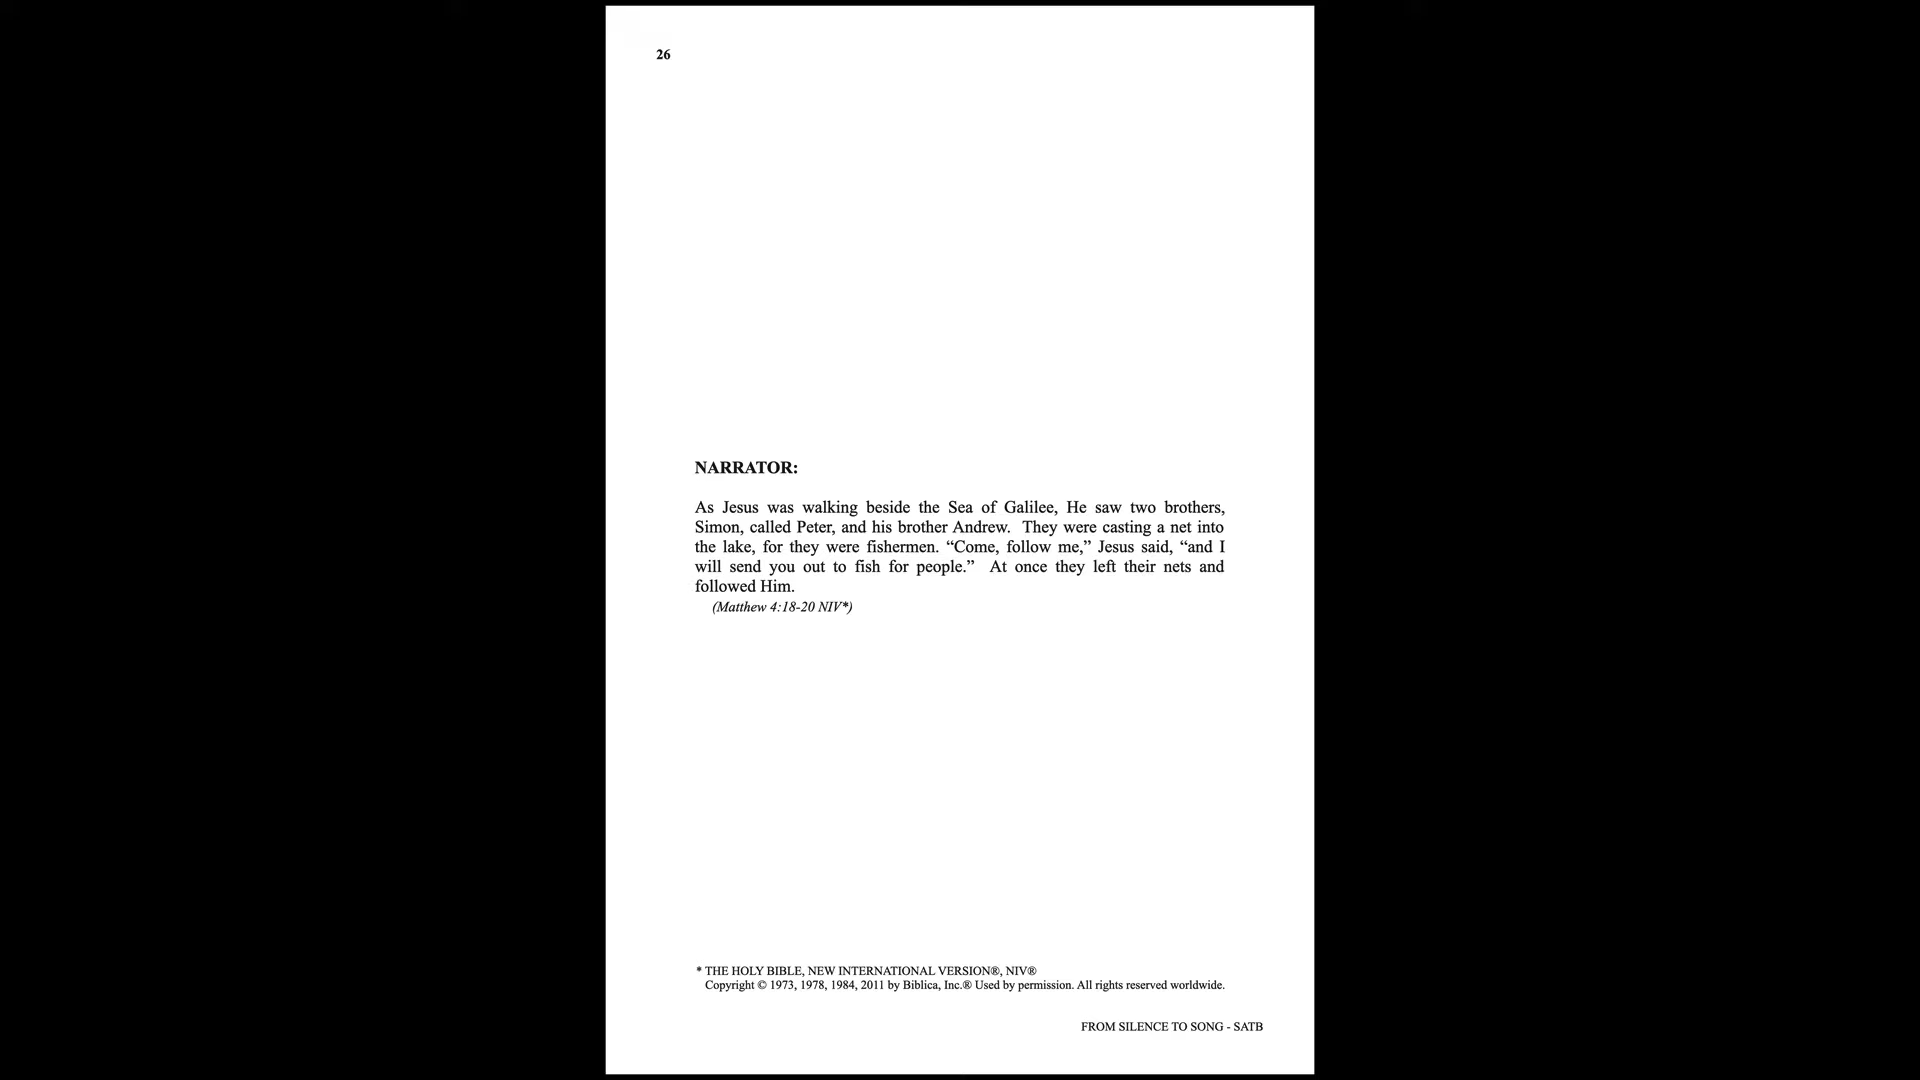 26
NARRATOR:
As Jesus was walking beside the Sea of Galilee, He saw two brothers,
Simon, called Peter, and his brother Andrew.  They were casting a net into
the lake, for they were fishermen. “Come, follow me,” Jesus said, “and I
will send you out to fish for people.”  At once they left their nets and
followed Him.
(Matthew 4:18-20 NIV*)
* THE HOLY BIBLE, NEW INTERNATIONAL VERSION®, NIV®
Copyright © 1973, 1978, 1984, 2011 by Biblica, Inc.® Used by permission. All rights reserved worldwide.
FROM SILENCE TO SONG - SATB